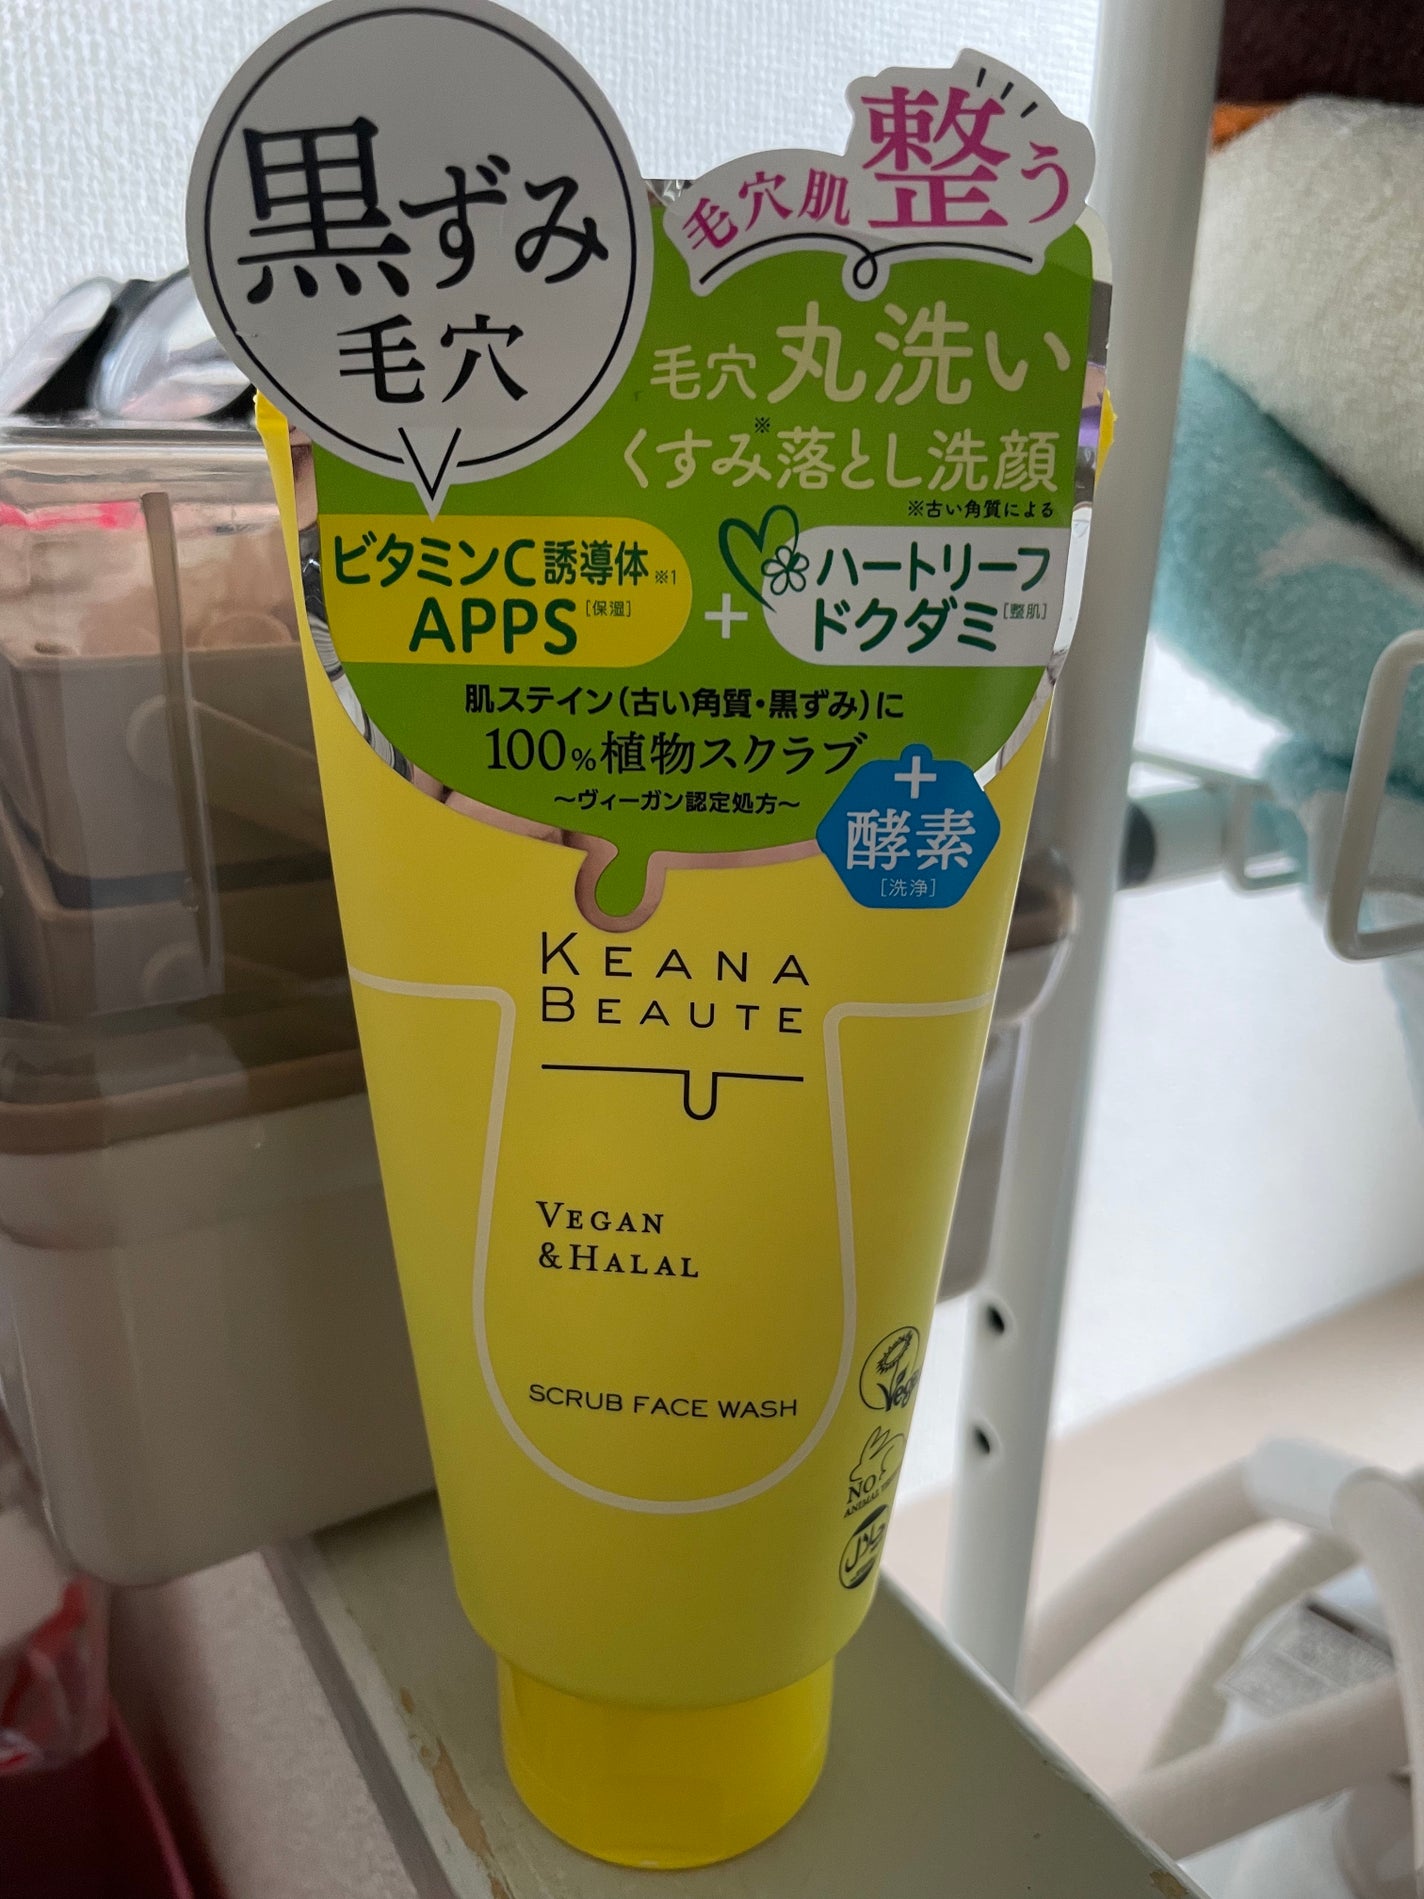 黒ずみ
毛穴
毛穴肌整う
毛穴丸洗い
くすみ※落とし洗顔
※古い角質による
ビタミンC誘導体※1
APPS[保湿]
+
ハートリーフ
ドクダミ[整肌]
肌ステイン(古い角質・黒ずみ)に
100%植物スクラブ
～ヴィーガン認定処方～
+
酵素
[洗浄]
KEANA
BEAUTE
VEGAN
&HALAL
SCRUB FACE WASH
NO
ANIMAL
حلال